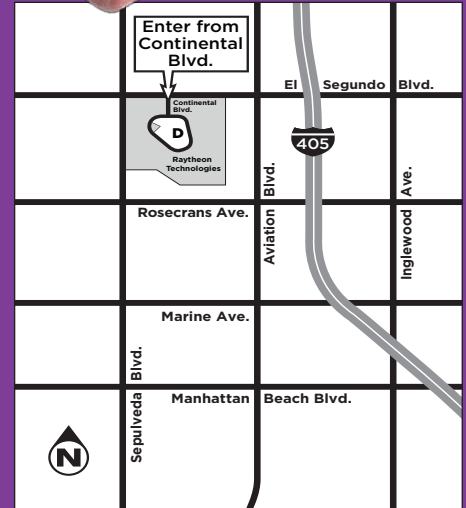 Enter from
Continental
Blvd.
El Segundo Blvd.
Continental
Blvd.
D
405
Raytheon
Technologies
Aviation Blvd.
Inglewood Ave.
Rosecrans Ave.
Marine Ave.
Sepulveda Blvd.
Manhattan Beach Blvd.
N